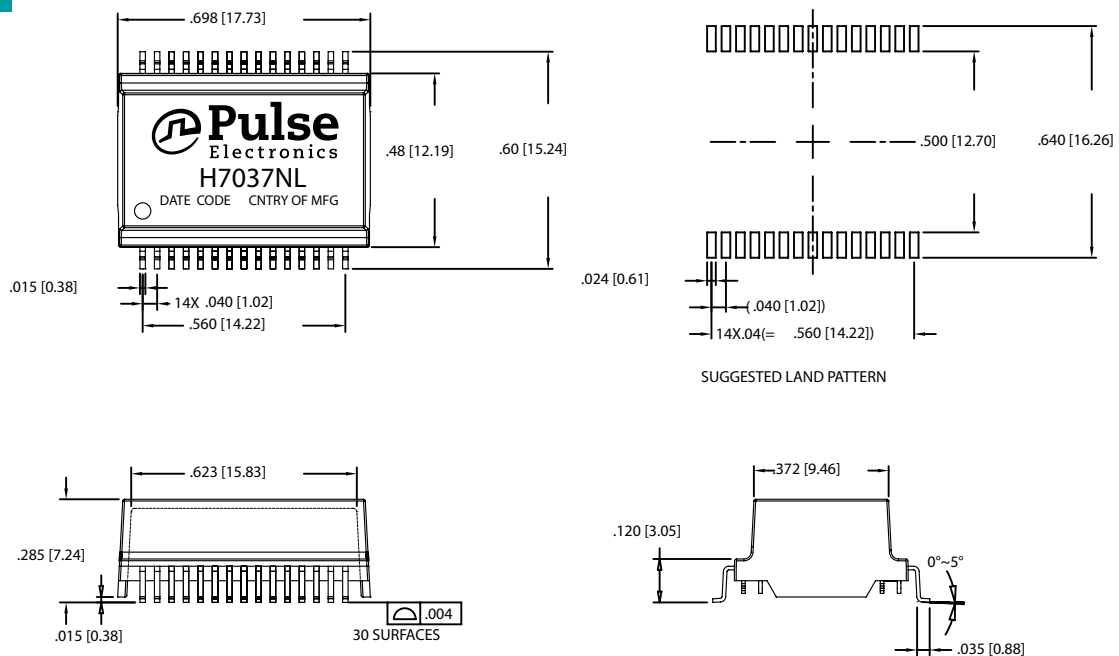 .698 [17.73]
Pulse
Electronics
H7037NL
DATE CODE CNTRY OF MFG
.48 [12.19]
.60 [15.24]
.015 [0.38]
14X .040 [1.02]
.560 [14.22]
.500 [12.70]
.640 [16.26]
.024 [0.61]
( .040 [1.02])
14X.04(= .560 [14.22])
SUGGESTED LAND PATTERN
.623 [15.83]
.285 [7.24]
.015 [0.38]
.004
30 SURFACES
.372 [9.46]
.120 [3.05]
0°~5°
.035 [0.88]